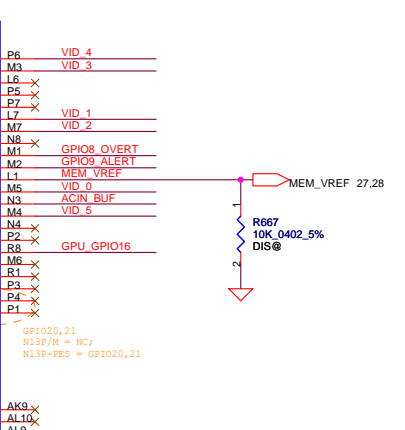 P6 VID_4
M3 VID_3
L6
P5
P7
L7 VID_1
M7 VID_2
N8
M1 GPIO8_OVERT
M2 GPIO9_ALERT
L1 MEM_VREF
MEM_VREF 27,28
M5 VID_0
N3 ACIN_BUF
M4 VID_5
N4
P2
R8 GPU_GPIO16
1
R667
10K_0402_5%
DIS@
2
M6
R1
P3
P4
P1
GPIO20,21
N13P/M = NC;
N13P-PES = GPIO20,21
AK9
AL10
AL9